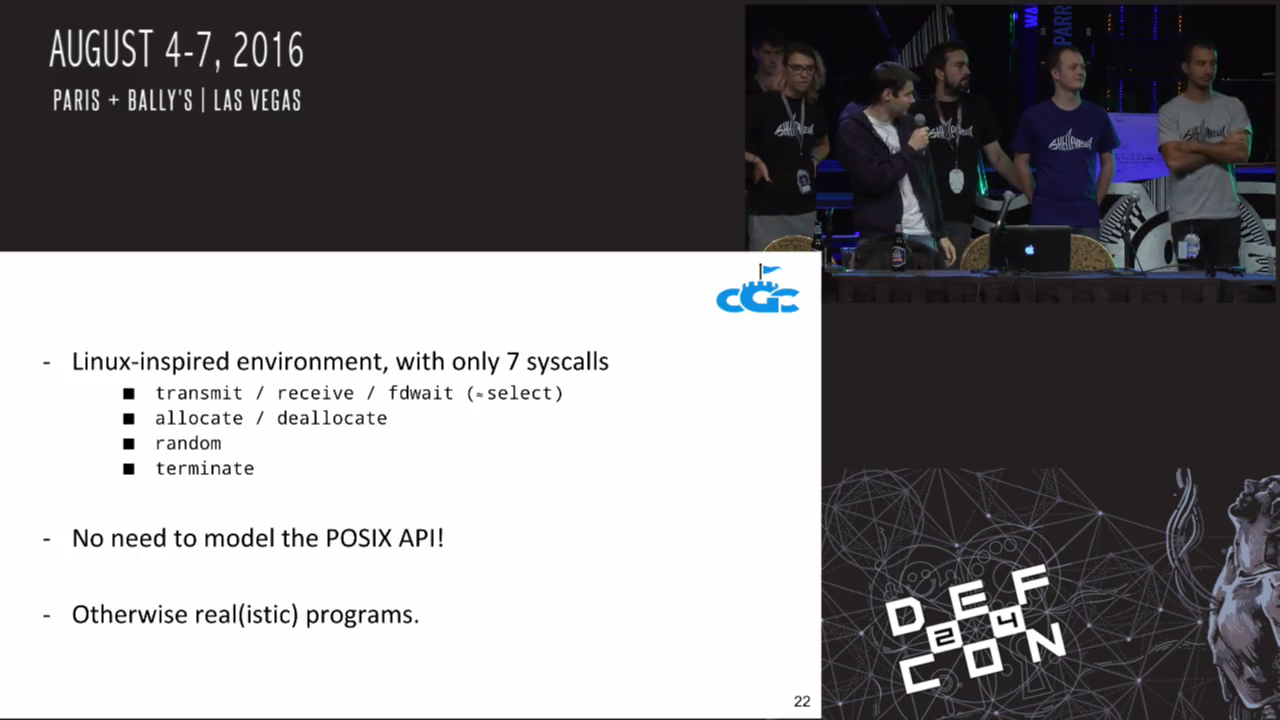 AUGUST 4-7, 2016
PARIS + BALLY'S | LAS VEGAS
CGC
- Linux-inspired environment, with only 7 syscalls
■ transmit / receive / fdwait (≈select)
■ allocate / deallocate
■ random
■ terminate
- No need to model the POSIX API!
- Otherwise real(istic) programs.
22
DEF
24
CON